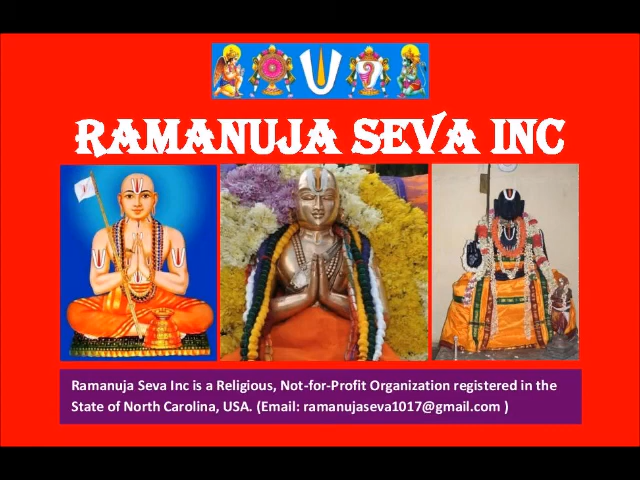 RAMANUJA SEVA INC
Ramanuja Seva Inc is a Religious, Not-for-Profit Organization registered in the
State of North Carolina, USA. (Email: ramanujaseva1017@gmail.com )